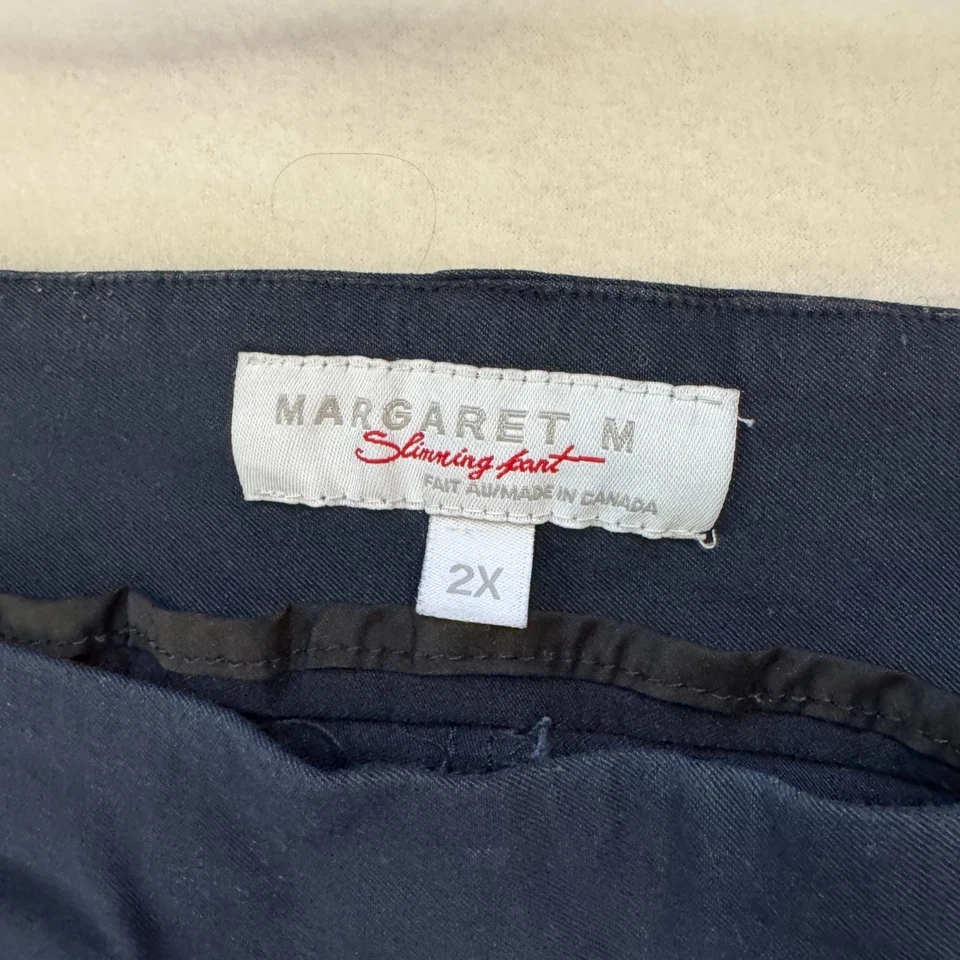 MARGARET M
Slimming pant
FAIT AU/MADE IN CANADA
2X